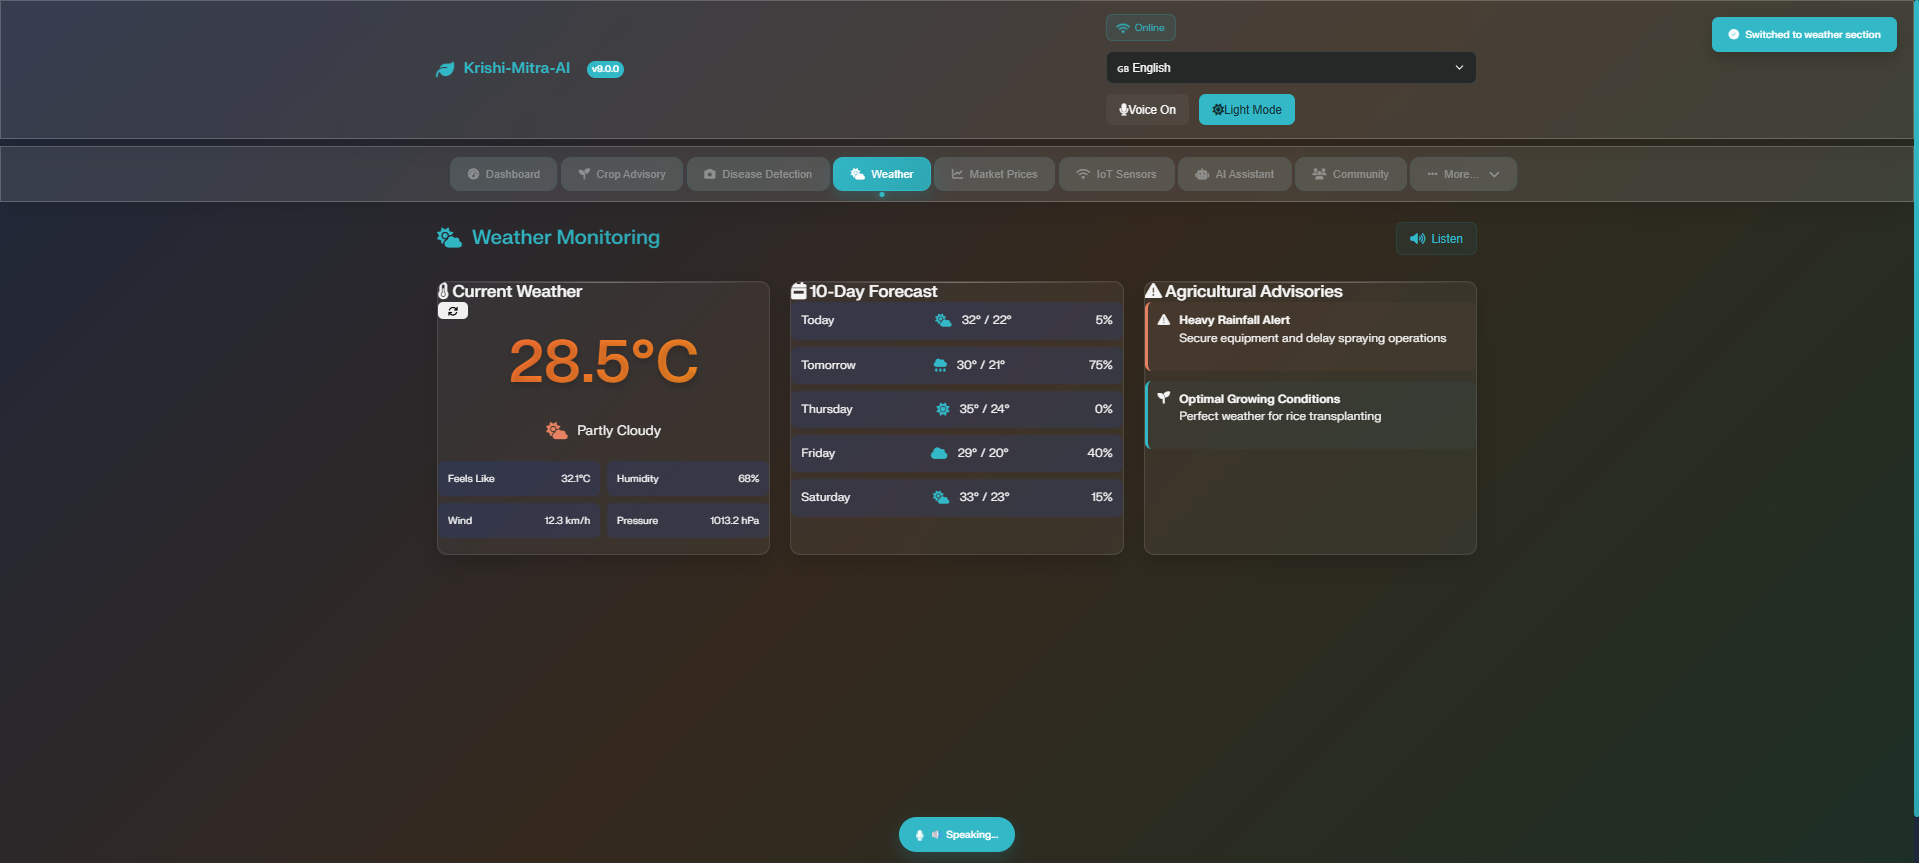 Online
Switched to weather section
Krishi-Mitra-AI v9.0.0
GB English
Voice On
Light Mode
Dashboard
Crop Advisory
Disease Detection
Weather
Market Prices
IoT Sensors
AI Assistant
Community
More...
Weather Monitoring
Listen
Current Weather
28.5°C
Partly Cloudy
Feels Like 32.1°C
Humidity 68%
Wind 12.3 km/h
Pressure 1013.2 hPa
10-Day Forecast
Today 32° / 22° 5%
Tomorrow 30° / 21° 75%
Thursday 35° / 24° 0%
Friday 29° / 20° 40%
Saturday 33° / 23° 15%
Agricultural Advisories
Heavy Rainfall Alert
Secure equipment and delay spraying operations
Optimal Growing Conditions
Perfect weather for rice transplanting
Speaking...